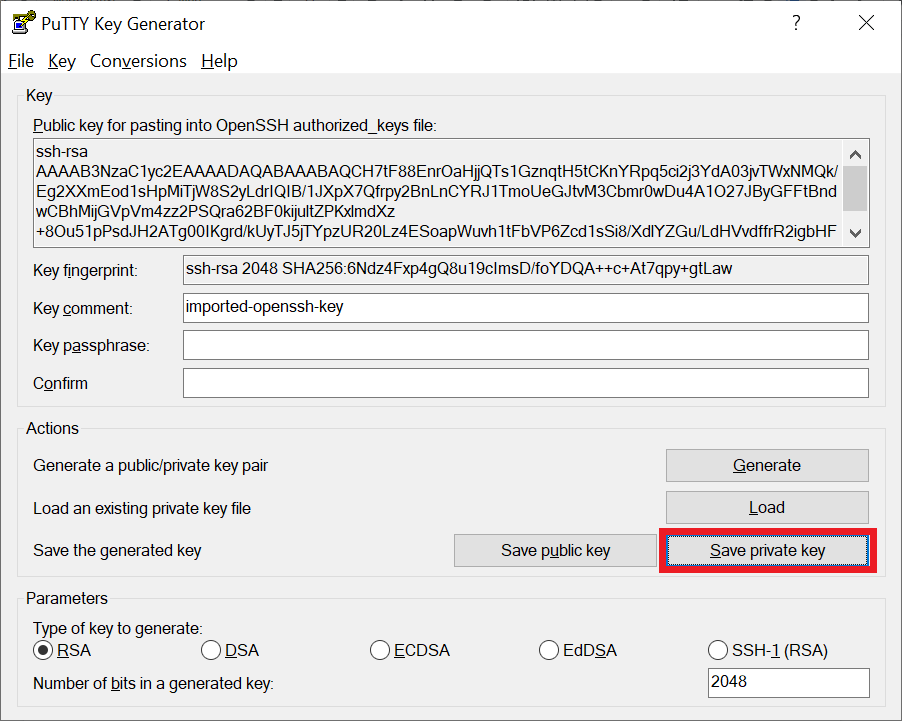 PuTTY Key Generator
?
File Key Conversions Help
Key
Public key for pasting into OpenSSH authorized_keys file:
ssh-rsa
AAAAB3NzaC1yc2EAAAADAQABAAABAQCH7tF88EnrOaHjjQTs1GznqtH5tCKnYRpq5ci2j3YdA03jvTWxNMQk/
Eg2XXmEod1sHpMiTjW8S2yLdrIQIB/1JXpX7Qfrpy2BnLnCYRJ1TmoUeGJtvM3Cbmr0wDu4A1O27JByGFFtBnd
wCBhMijGVpVm4zz2PSQra62BF0kijultZPKxlmdXz
+8Ou51pPsdJH2ATg00IKgrd/kUyTJ5jTYpzUR20Lz4ESoapWuvh1tFbVP6Zcd1sSi8/XdlYZGu/LdHVvdffrR2igbHF
Key fingerprint: ssh-rsa 2048 SHA256:6Ndz4Fxp4gQ8u19clmsD/foYDQA++c+At7qpy+gtLaw
Key comment: imported-openssh-key
Key passphrase:
Confirm
Actions
Generate a public/private key pair Generate
Load an existing private key file Load
Save the generated key Save public key Save private key
Parameters
Type of key to generate:
RSA DSA ECDSA EdDSA SSH-1 (RSA)
Number of bits in a generated key: 2048